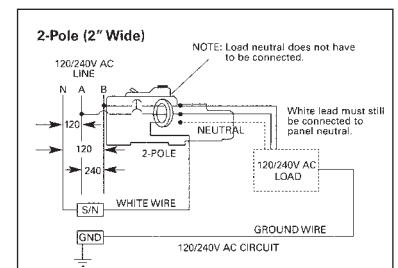 2-Pole (2" Wide)
NOTE: Load neutral does not have
to be connected.
120/240V AC
LINE
N A B
White lead must still
be connected to
panel neutral.
120
NEUTRAL
120
2-POLE
240
120/240V AC
LOAD
S/N
WHITE WIRE
GND
GROUND WIRE
120/240V AC CIRCUIT